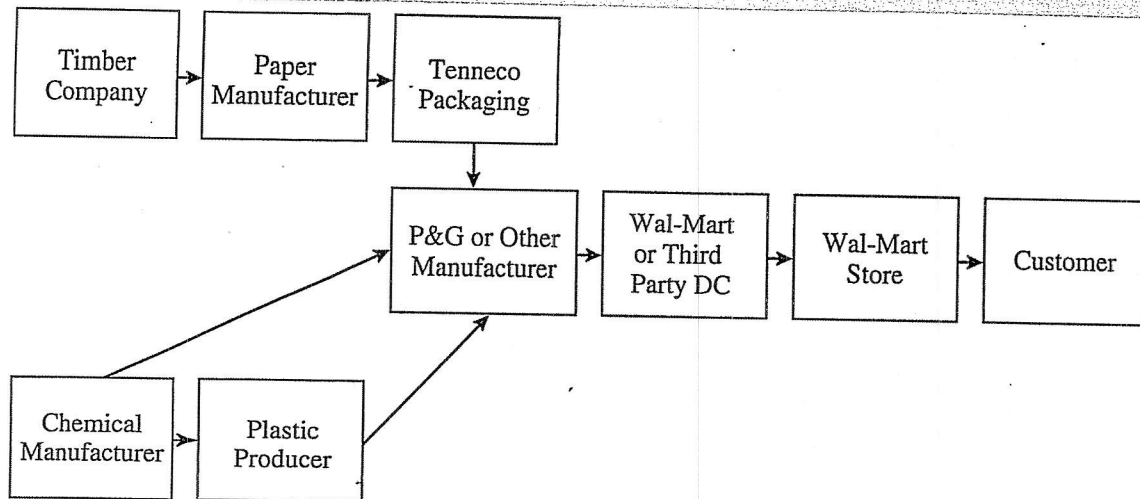 Timber
Company
Paper
Manufacturer
Tenneco
Packaging
P&G or Other
Manufacturer
Wal-Mart
or Third
Party DC
Wal-Mart
Store
Customer
Chemical
Manufacturer
Plastic
Producer